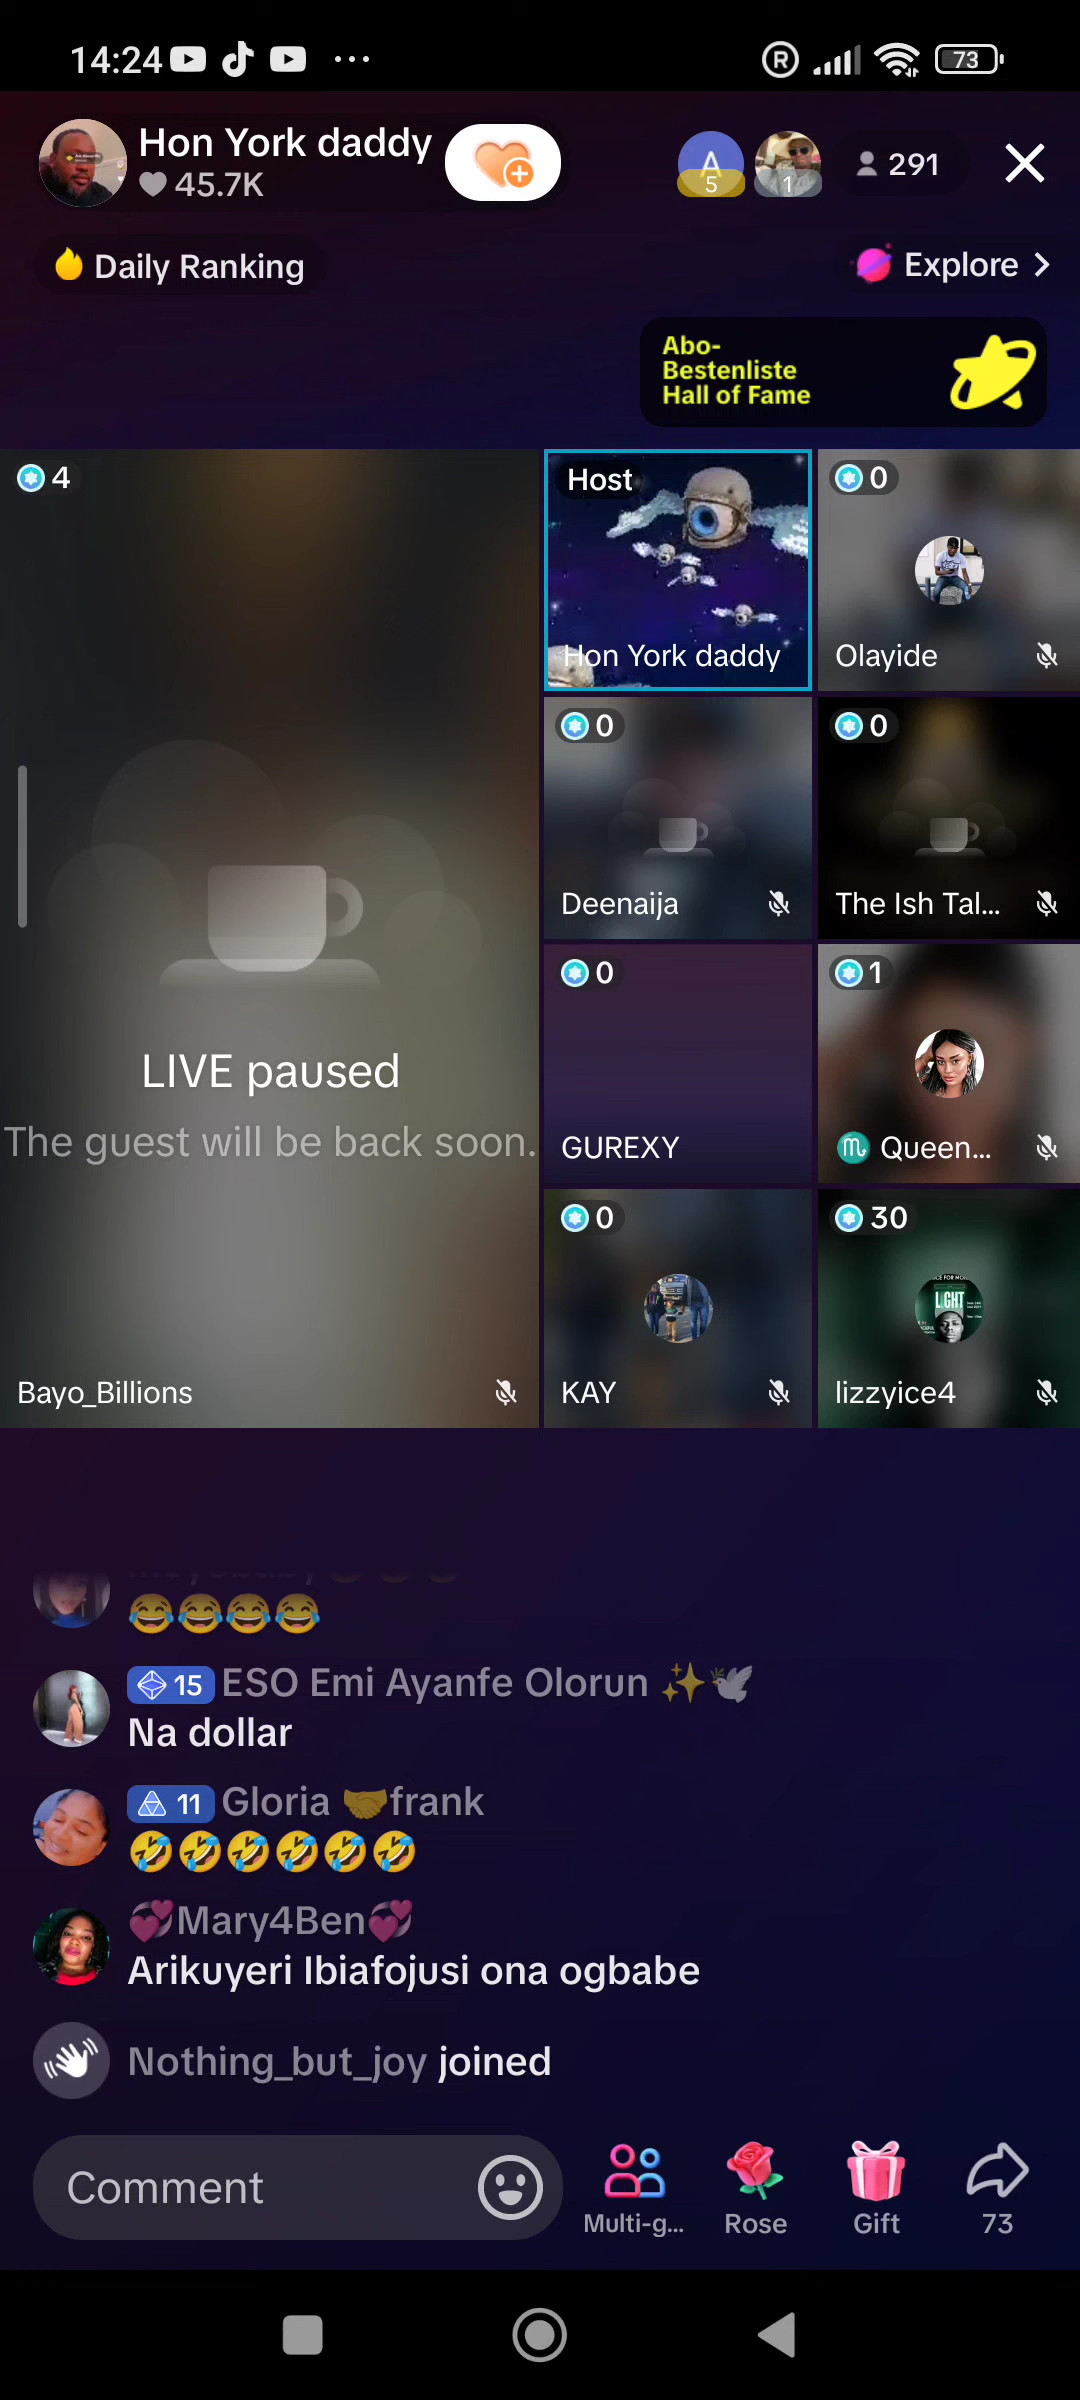 14:24
73
Hon York daddy
45.7K
A
5
1
291
Daily Ranking
Explore
Abo-
Bestenliste
Hall of Fame
4
LIVE paused
The guest will be back soon.
Bayo_Billions
Host
Hon York daddy
0
Olayide
0
Deenaija
0
The Ish Tal...
0
GUREXY
1
Queen...
0
KAY
30
LIGHT
lizzyice4
😂😂😂😂
15 ESO Emi Ayanfe Olorun ✨🕊
Na dollar
11 Gloria 🤝frank
🤣🤣🤣🤣🤣🤣
💞Mary4Ben💞
Arikuyeri Ibiafojusi ona ogbabe
Nothing_but_joy joined
Comment
Multi-g...
Rose
Gift
73